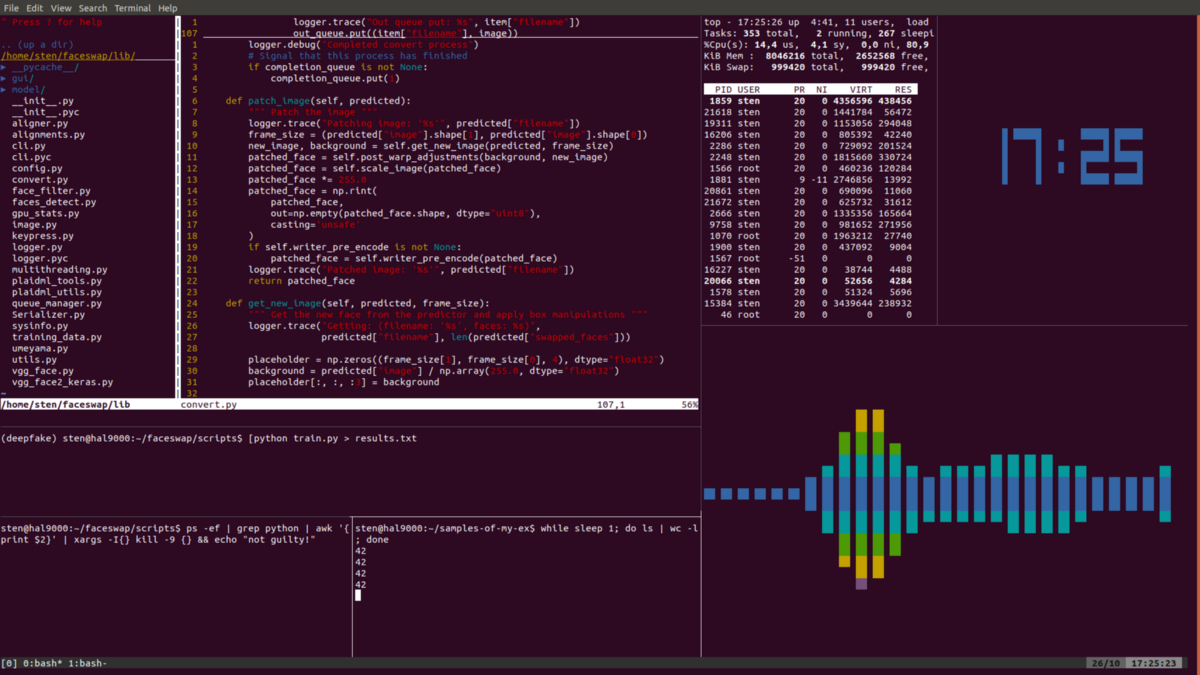 File Edit View Search Terminal Help
" Press ? for help
.. (up a dir)
/home/sten/faceswap/lib/
▸ __pycache__/
▸ gui/
▸ model/
__init__.py
__init__.pyc
aligner.py
alignments.py
cli.py
cli.pyc
config.py
convert.py
face_filter.py
faces_detect.py
gpu_stats.py
image.py
keypress.py
logger.py
logger.pyc
multithreading.py
plaidml_tools.py
plaidml_utils.py
queue_manager.py
Serializer.py
sysinfo.py
training_data.py
umeyama.py
utils.py
vgg_face.py
vgg_face2_keras.py
~
/home/sten/faceswap/lib
1 logger.trace("Out queue put: %s", item["filename"])
107 out_queue.put((item["filename"], image))
1 logger.debug("Completed convert process")
2 # Signal that this process has finished
3 if completion_queue is not None:
4 completion_queue.put(1)
5
6 def patch_image(self, predicted):
7 """ Patch the image """
8 logger.trace("Patching image: '%s'", predicted["filename"])
9 frame_size = (predicted["image"].shape[1], predicted["image"].shape[0])
10 new_image, background = self.get_new_image(predicted, frame_size)
11 patched_face = self.post_warp_adjustments(background, new_image)
12 patched_face = self.scale_image(patched_face)
13 patched_face *= 255.0
14 patched_face = np.rint(
15 patched_face,
16 out=np.empty(patched_face.shape, dtype="uint8"),
17 casting='unsafe'
18 )
19 if self.writer_pre_encode is not None:
20 patched_face = self.writer_pre_encode(patched_face)
21 logger.trace("Patched image: '%s'", predicted["filename"])
22 return patched_face
23
24 def get_new_image(self, predicted, frame_size):
25 """ Get the new face from the predictor and apply box manipulations """
26 logger.trace("Getting: (filename: '%s', faces: %s)",
27 predicted["filename"], len(predicted["swapped_faces"]))
28
29 placeholder = np.zeros((frame_size[1], frame_size[0], 4), dtype="float32")
30 background = predicted["image"] / np.array(255.0, dtype="float32")
31 placeholder[:, :, :3] = background
32
convert.py 107,1 56%
top - 17:25:26 up 4:41, 11 users, load
Tasks: 353 total, 2 running, 267 sleepi
%Cpu(s): 14,4 us, 4,1 sy, 0,0 ni, 80,9
KiB Mem : 8046216 total, 2652568 free,
KiB Swap: 999420 total, 999420 free,
PID USER PR NI VIRT RES
1859 sten 20 0 4356596 438456
21618 sten 20 0 1441784 56472
19311 sten 20 0 1153056 294048
16206 sten 20 0 805392 42240
2286 sten 20 0 729092 201524
2248 sten 20 0 1815660 330724
1566 root 20 0 460236 120284
1881 sten 9 -11 2746856 13992
20861 sten 20 0 690096 11060
21672 sten 20 0 625732 31612
2666 sten 20 0 1335356 165664
9758 sten 20 0 981652 271956
1070 root 20 0 1963212 27740
1900 sten 20 0 437092 9004
1567 root -51 0 0 0
16227 sten 20 0 38744 4488
20066 sten 20 0 52656 4284
1578 sten 20 0 51324 5696
15384 sten 20 0 3439644 238932
46 root 20 0 0 0
17:25
(deepfake) sten@hal9000:~/faceswap/scripts$ [python train.py > results.txt
sten@hal9000:~/faceswap/scripts$ ps -ef | grep python | awk '{
print $2}' | xargs -I{} kill -9 {} && echo "not guilty!"
sten@hal9000:~/samples-of-my-ex$ while sleep 1; do ls | wc -l
; done
42
42
42
42
[0] 0:bash* 1:bash-
26/10 17:25:23